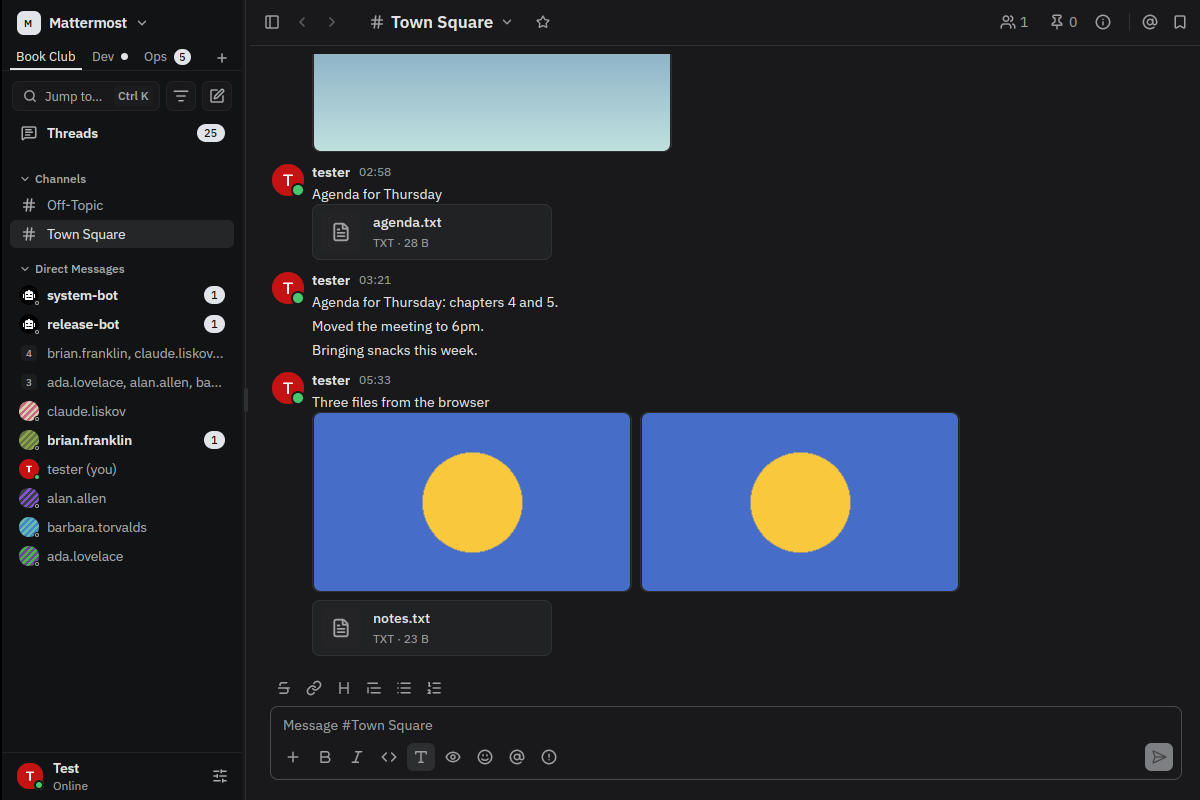 M Mattermost
Book Club Dev Ops 5
Jump to... Ctrl K
Threads 25
Channels
Off-Topic
Town Square
Direct Messages
system-bot 1
release-bot 1
4 brian.franklin, claude.liskov...
3 ada.lovelace, alan.allen, ba...
claude.liskov
brian.franklin 1
T tester (you)
alan.allen
barbara.torvalds
ada.lovelace
T Test
Online
# Town Square
1 0
T tester 02:58
Agenda for Thursday
agenda.txt
TXT · 28 B
T tester 03:21
Agenda for Thursday: chapters 4 and 5.
Moved the meeting to 6pm.
Bringing snacks this week.
T tester 05:33
Three files from the browser
notes.txt
TXT · 23 B
Message #Town Square